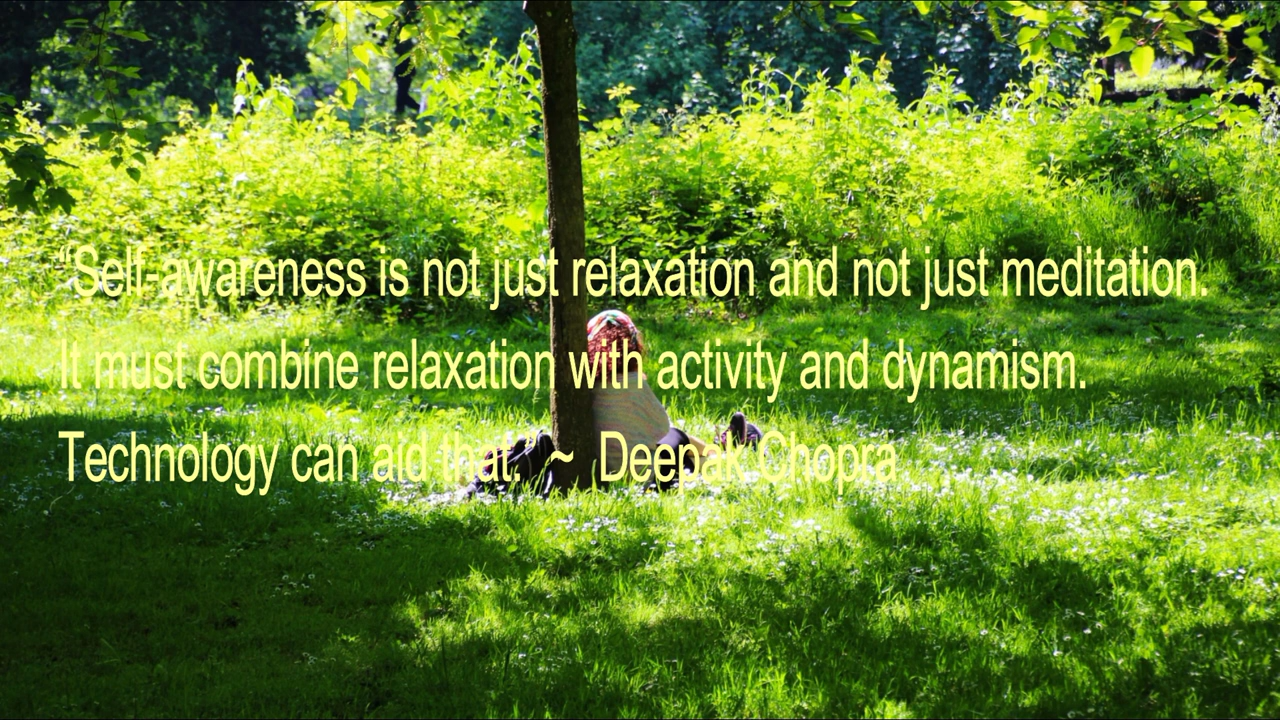 “Self-awareness is not just relaxation and not just meditation.
It must combine relaxation with activity and dynamism.
Technology can aid that.” ~ Deepak Chopra